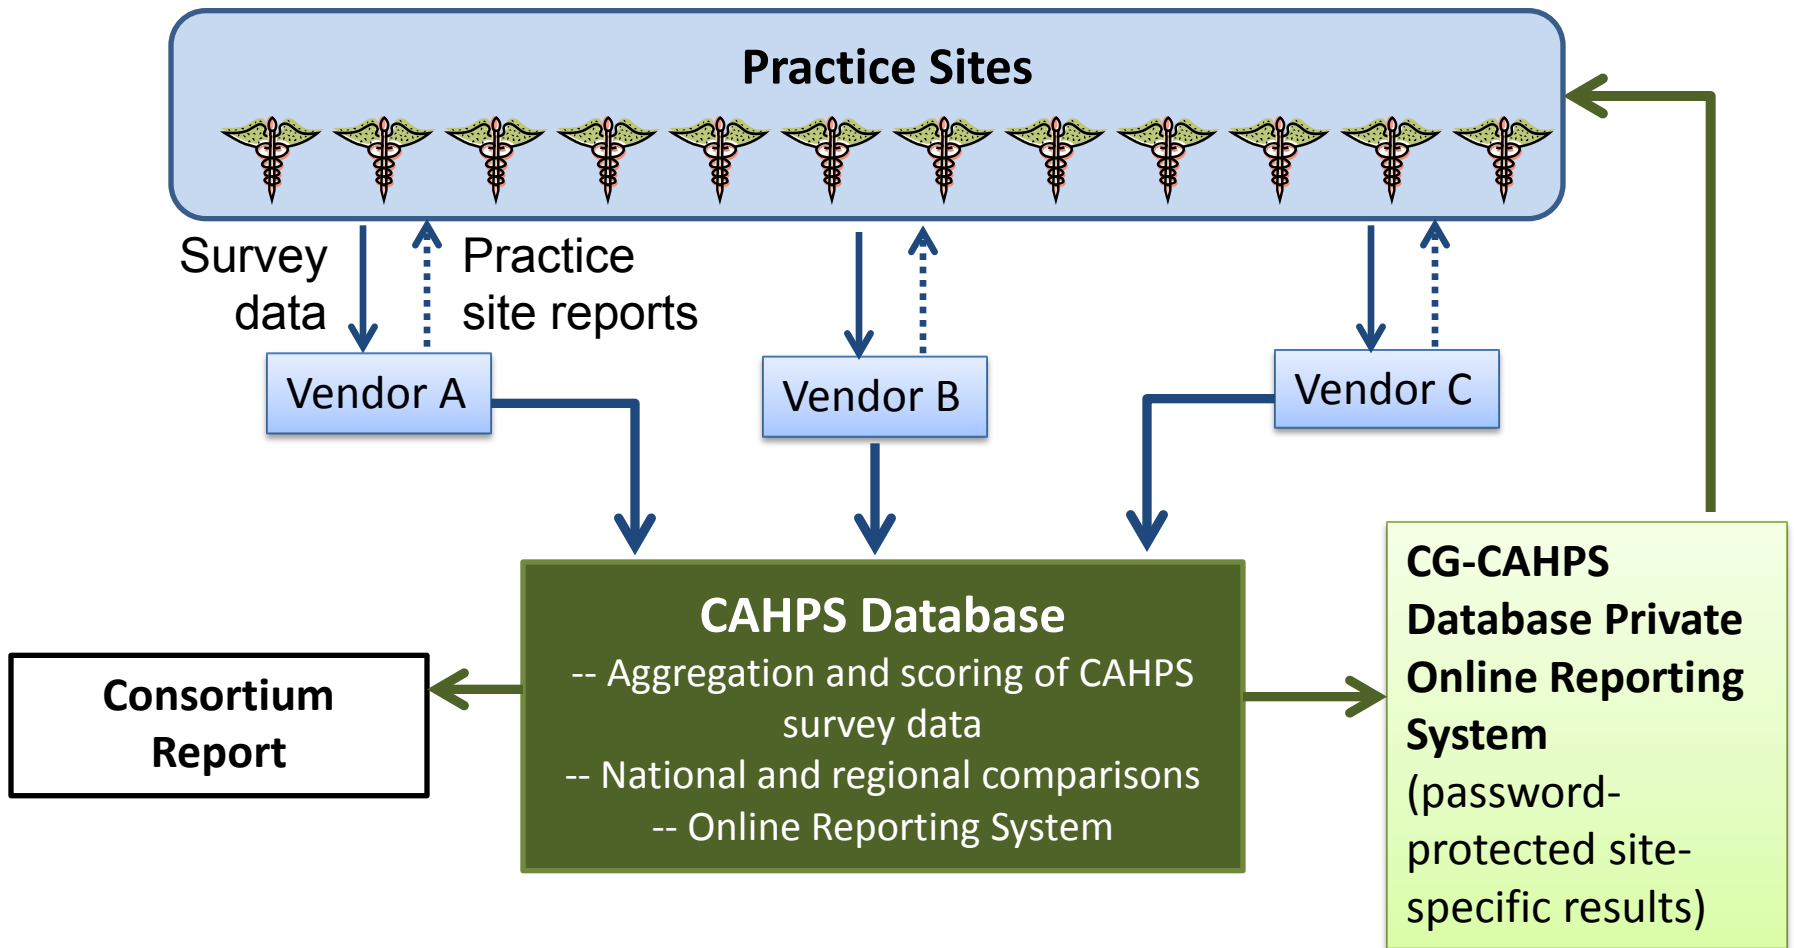 Practice Sites
Survey
data
Practice
site reports
Vendor A
Vendor B
Vendor C
CAHPS Database
-- Aggregation and scoring of CAHPS
survey data
-- National and regional comparisons
-- Online Reporting System
Consortium
Report
CG-CAHPS
Database Private
Online Reporting
System
(password-
protected site-
specific results)